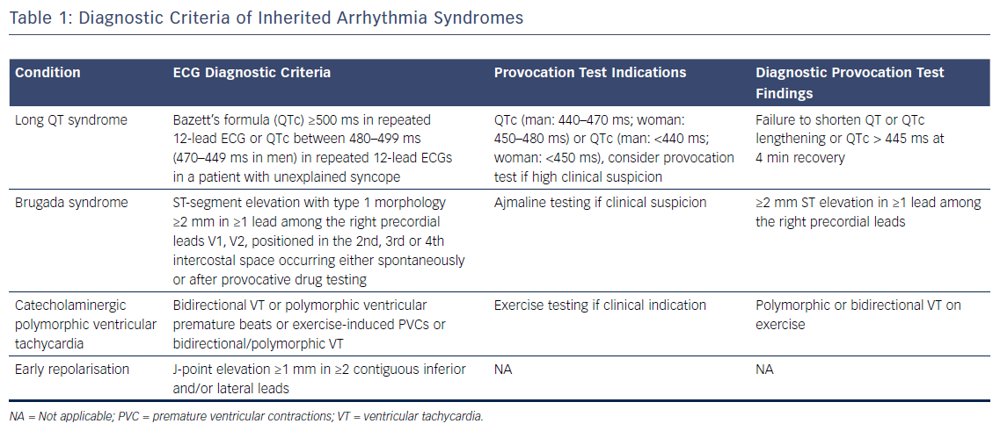 Table 1: Diagnostic Criteria of Inherited Arrhythmia Syndromes
Condition
ECG Diagnostic Criteria
Provocation Test Indications
Diagnostic Provocation Test
Findings
Long QT syndrome
Bazett’s formula (QTc) ≥500 ms in repeated
12-lead ECG or QTc between 480–499 ms
(470–449 ms in men) in repeated 12-lead ECGs
in a patient with unexplained syncope
QTc (man: 440–470 ms; woman:
450–480 ms) or QTc (man: <440 ms;
woman: <450 ms), consider provocation
test if high clinical suspicion
Failure to shorten QT or QTc
lengthening or QTc > 445 ms at
4 min recovery
Brugada syndrome
ST-segment elevation with type 1 morphology
≥2 mm in ≥1 lead among the right precordial
leads V1, V2, positioned in the 2nd, 3rd or 4th
intercostal space occurring either spontaneously
or after provocative drug testing
Ajmaline testing if clinical suspicion
≥2 mm ST elevation in ≥1 lead among
the right precordial leads
Catecholaminergic
polymorphic ventricular
tachycardia
Bidirectional VT or polymorphic ventricular
premature beats or exercise-induced PVCs or
bidirectional/polymorphic VT
Exercise testing if clinical indication
Polymorphic or bidirectional VT on
exercise
Early repolarisation
J-point elevation ≥1 mm in ≥2 contiguous inferior
and/or lateral leads
NA
NA
NA = Not applicable; PVC = premature ventricular contractions; VT = ventricular tachycardia.